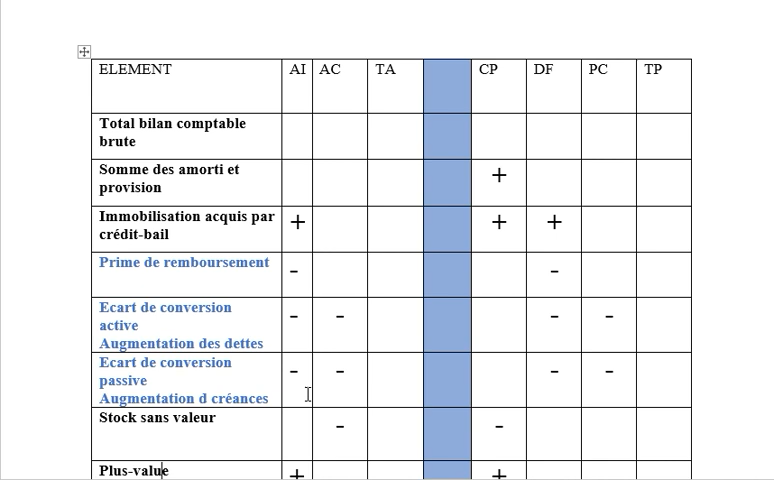 ELEMENT AI AC TA CP DF PC TP
Total bilan comptable
brute
Somme des amorti et
provision +
Immobilisation acquis par
crédit-bail + + +
Prime de remboursement
- -
Ecart de conversion
active - - - -
Augmentation des dettes
Ecart de conversion
passive - - - -
Augmentation d créances
Stock sans valeur
- -
Plus-value + +